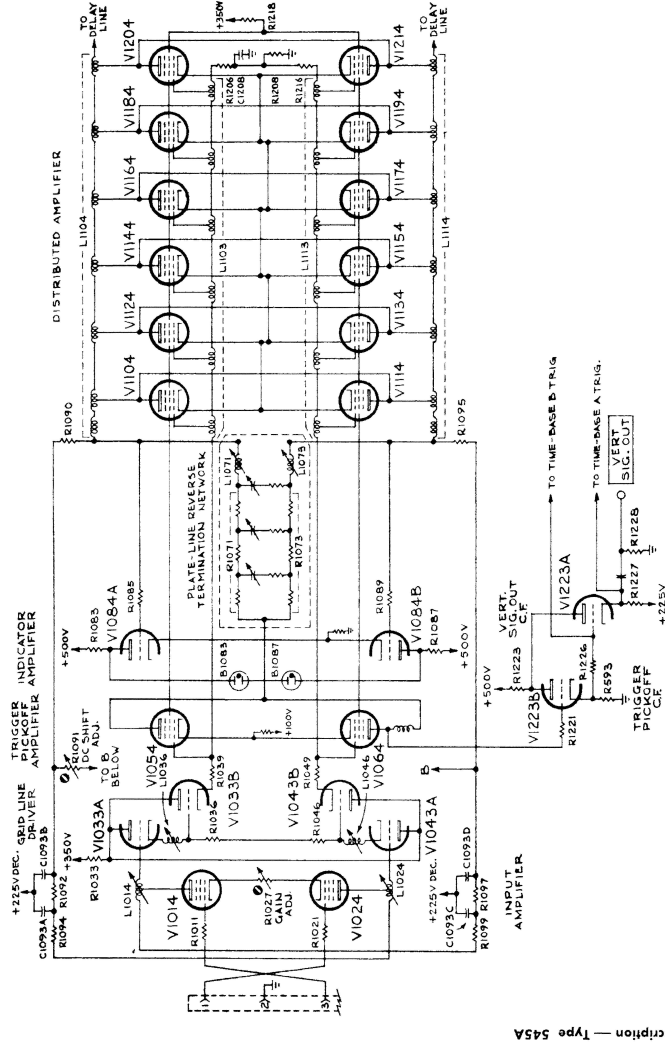 DISTRIBUTED AMPLIFIER
TO DELAY LINE
L1104
V1104
V1124
V1144
V1164
V1184
V1204
+350V
R1218
R1206
C1208
R1208
R1216
L1103
L1113
V1114
V1134
V1154
V1174
V1194
V1214
L1114
TO DELAY LINE
R1090
R1095
PLATE-LINE REVERSE
TERMINATION NETWORK
R1071
L1071
R1073
L1073
INDICATOR
AMPLIFIER
+500V
R1083
V1084A
R1085
B1083
B1087
R1089
V1084B
R1087
+500V
TRIGGER
PICKOFF
AMPLIFIER
R1091
DC SHIFT
ADJ.
TO B
BELOW
V1054
L1036
+100V
V1064
L1046
B
GRID LINE
DRIVER
+225V DEC.
C1093A
C1093B
R1094
R1092
+350V
R1033
V1033A
R1039
R1036
V1033B
V1043B
R1049
R1046
V1043A
L1014
V1014
R1011
R1027
GAIN
ADJ.
R1021
V1024
L1024
+225V DEC.
C1093C
C1093D
R1099
R1097
INPUT
AMPLIFIER
1
2
3
VERT.
SIG. OUT
C.F.
+500V
R1223
V1223B
R1221
R1226
R593
TRIGGER
PICKOFF
C.F.
V1223A
R1227
R1228
+225V
TO TIME-BASE B TRIG
TO TIME-BASE A TRIG.
VERT
SIG. OUT
cription — Type 545A